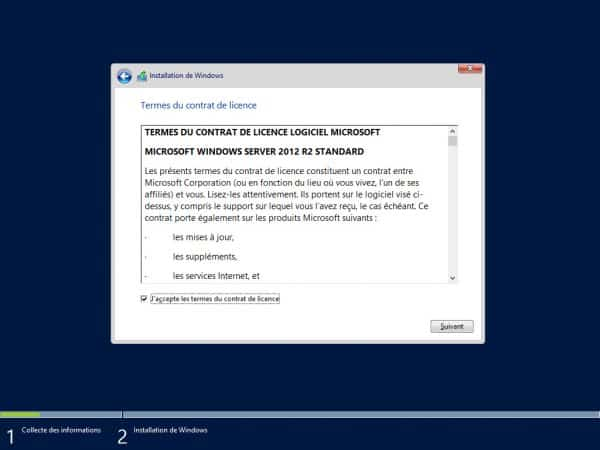 Installation de Windows
Termes du contrat de licence
TERMES DU CONTRAT DE LICENCE LOGICIEL MICROSOFT
MICROSOFT WINDOWS SERVER 2012 R2 STANDARD
Les présents termes du contrat de licence constituent un contrat entre
Microsoft Corporation (ou en fonction du lieu où vous vivez, l'un de ses
affiliés) et vous. Lisez-les attentivement. Ils portent sur le logiciel visé ci-
dessus, y compris le support sur lequel vous l'avez reçu, le cas échéant. Ce
contrat porte également sur les produits Microsoft suivants :
· les mises à jour,
· les suppléments,
· les services Internet, et
J'accepte les termes du contrat de licence
Suivant
1 Collecte des informations
2 Installation de Windows